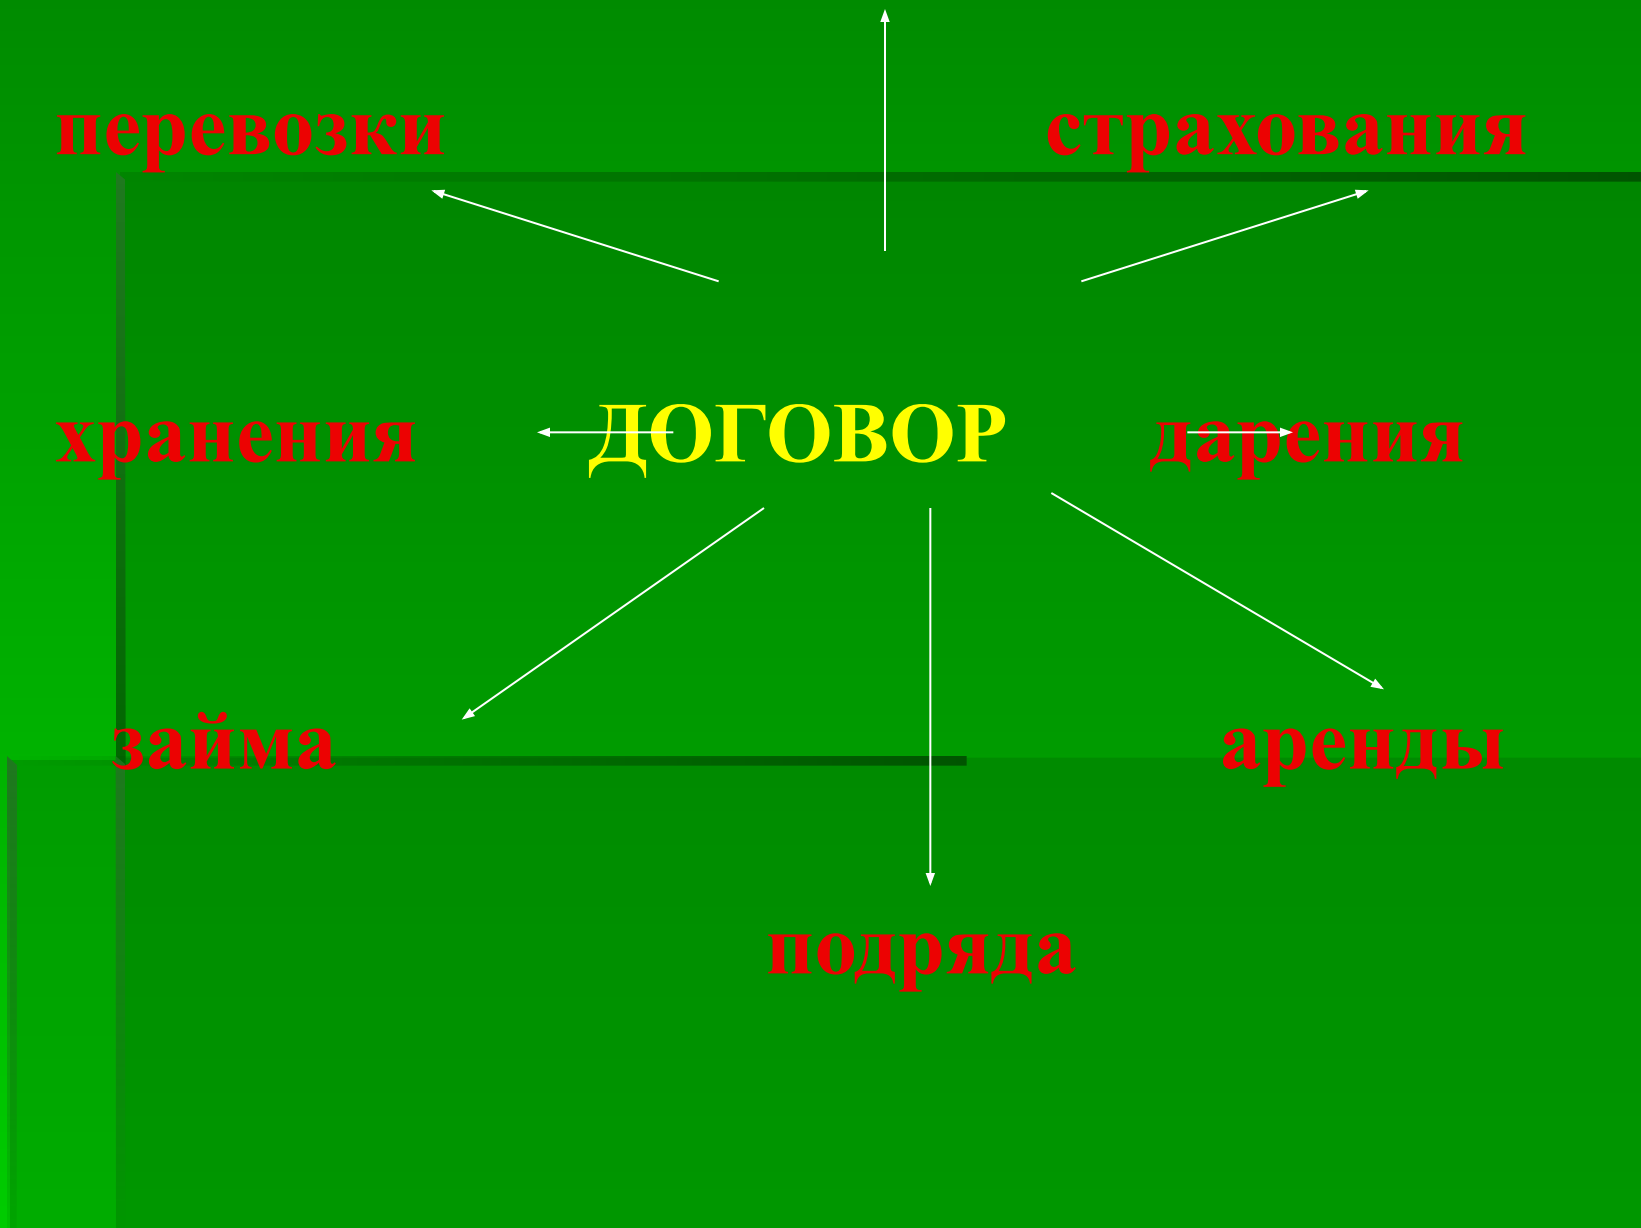 перевозки страхования
хранения ДОГОВОР дарения
займа аренды
подряда